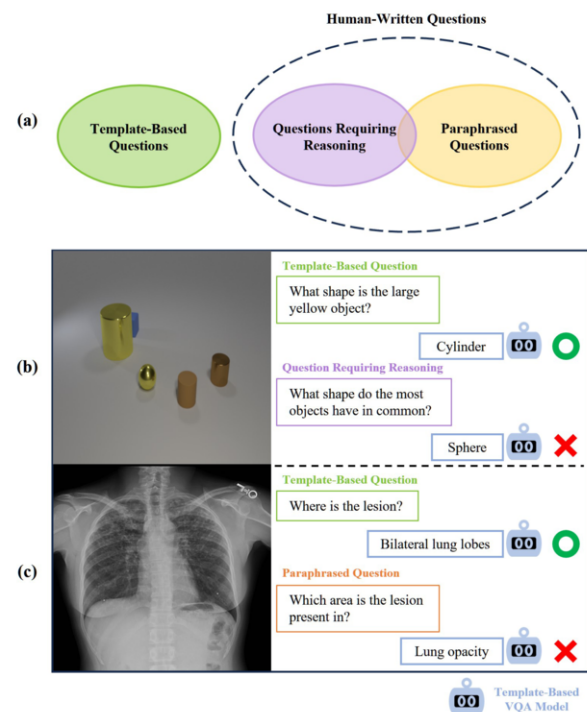 Human-Written Questions
(a)
Template-Based
Questions
Questions Requiring
Reasoning
Paraphrased
Questions
(b)
Template-Based Question
What shape is the large
yellow object?
Cylinder
Question Requiring Reasoning
What shape do the most
objects have in common?
Sphere
(c)
Template-Based Question
Where is the lesion?
Bilateral lung lobes
Paraphrased Question
Which area is the lesion
present in?
Lung opacity
Template-Based
VQA Model